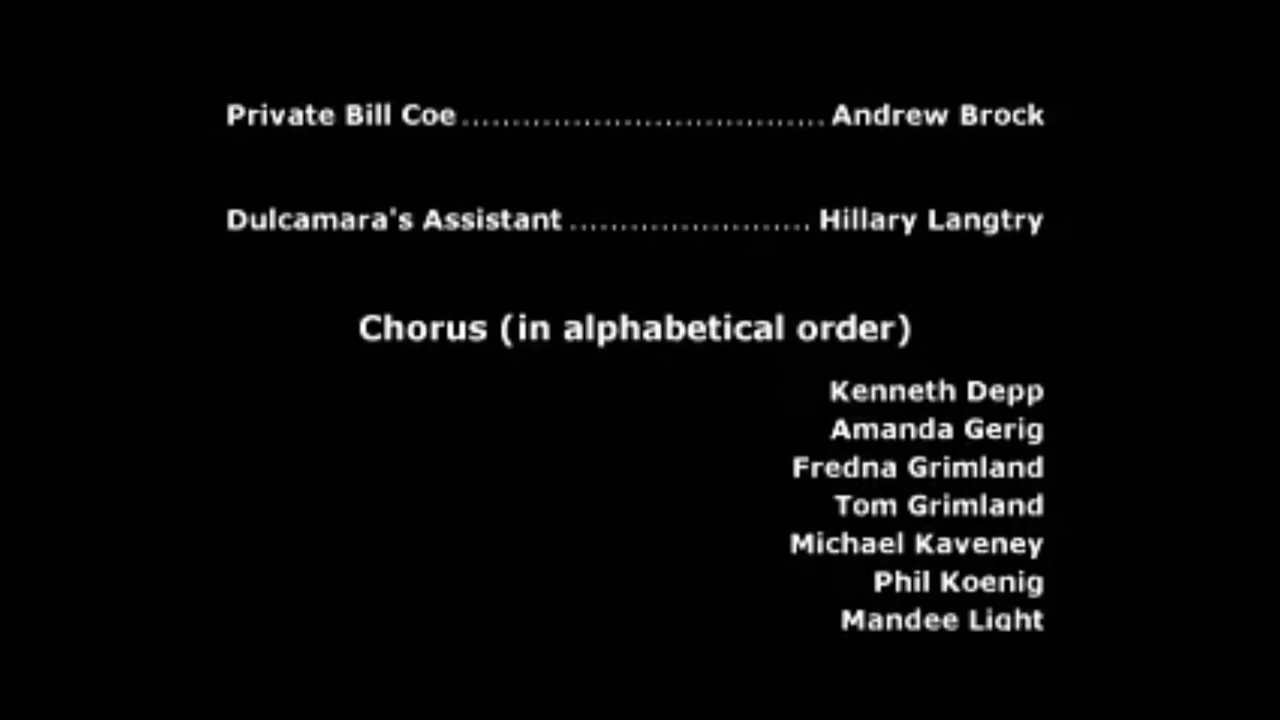 Private Bill Coe.................................... Andrew Brock
Dulcamara's Assistant ........................ Hillary Langtry
Chorus (in alphabetical order)
Kenneth Depp
Amanda Gerig
Fredna Grimland
Tom Grimland
Michael Kaveney
Phil Koenig
Mandee Light